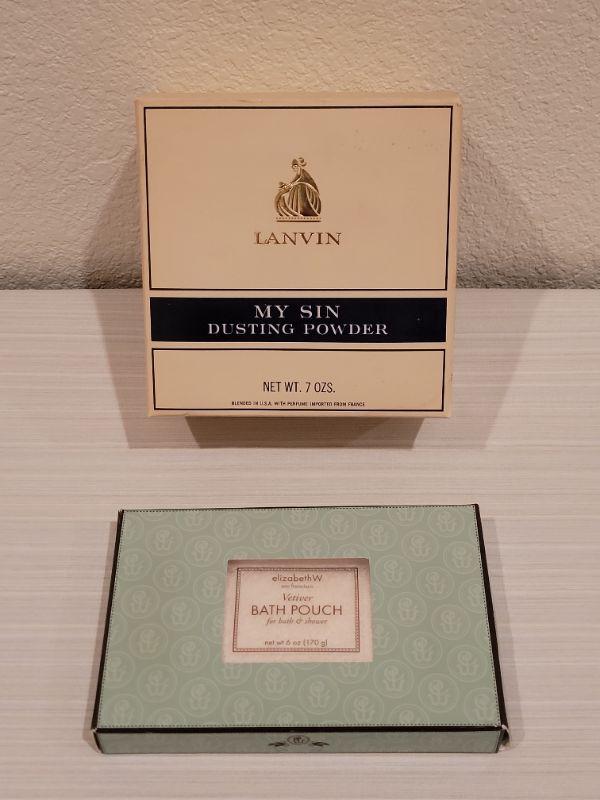 LANVIN
MY SIN
DUSTING POWDER
NET WT. 7 OZS.
BLENDED IN U.S.A. WITH PERFUME IMPORTED FROM FRANCE
elizabethW
san francisco
Vetiver
BATH POUCH
for bath & shower
net wt 6 oz (170 g)